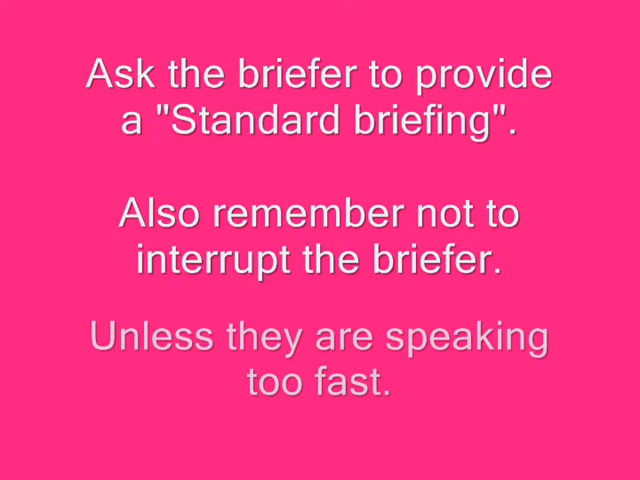 Ask the briefer to provide
a "Standard briefing".
Also remember not to
interrupt the briefer.
Unless they are speaking
too fast.